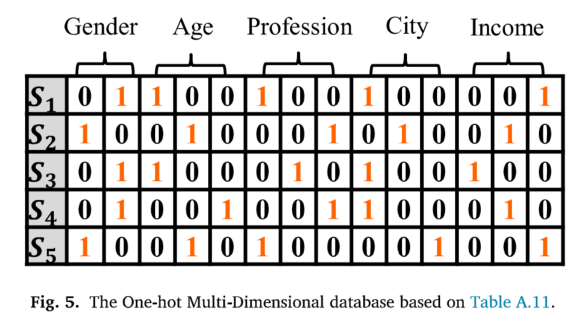 Gender Age Profession City Income
S1 0 1 1 0 0 1 0 0 1 0 0 0 0 1
S2 1 0 0 1 0 0 0 1 0 1 0 0 1 0
S3 0 1 1 0 0 0 1 0 1 0 0 1 0 0
S4 0 1 0 0 1 0 0 1 1 0 0 0 1 0
S5 1 0 0 1 0 1 0 0 0 0 1 0 0 1
Fig. 5. The One-hot Multi-Dimensional database based on Table A.11.